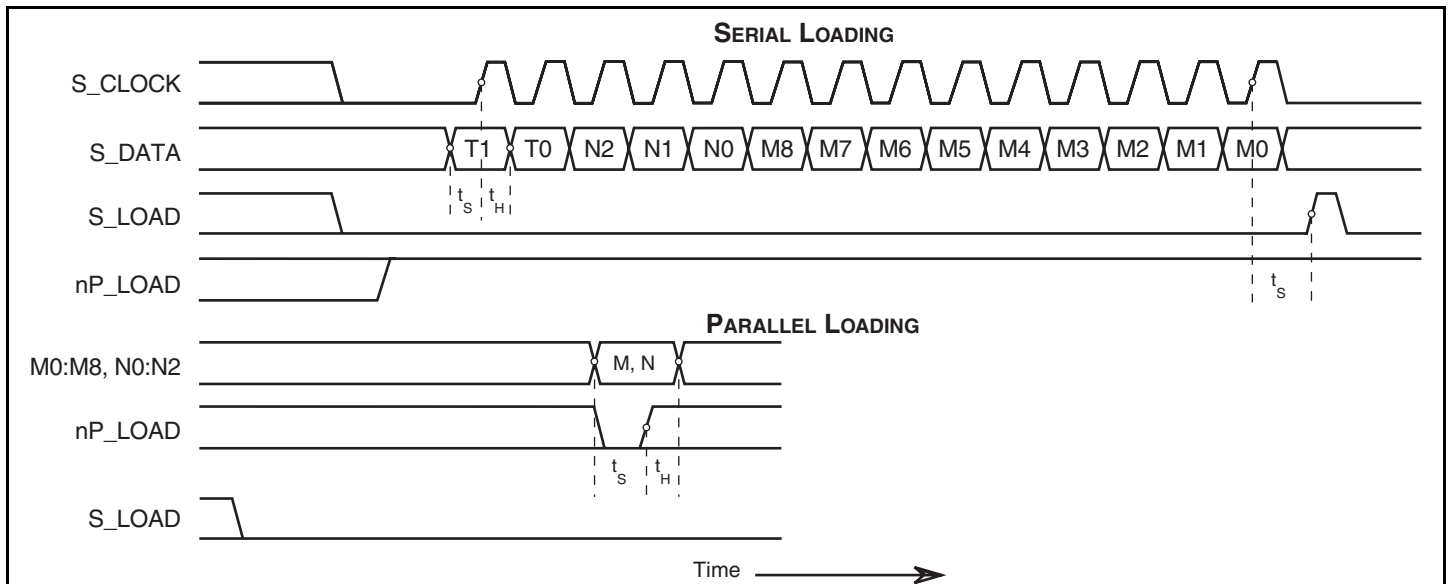 SERIAL LOADING
S_CLOCK
S_DATA T1 T0 N2 N1 N0 M8 M7 M6 M5 M4 M3 M2 M1 M0
tS tH
S_LOAD
nP_LOAD
tS
PARALLEL LOADING
M0:M8, N0:N2 M, N
nP_LOAD
tS tH
S_LOAD
Time